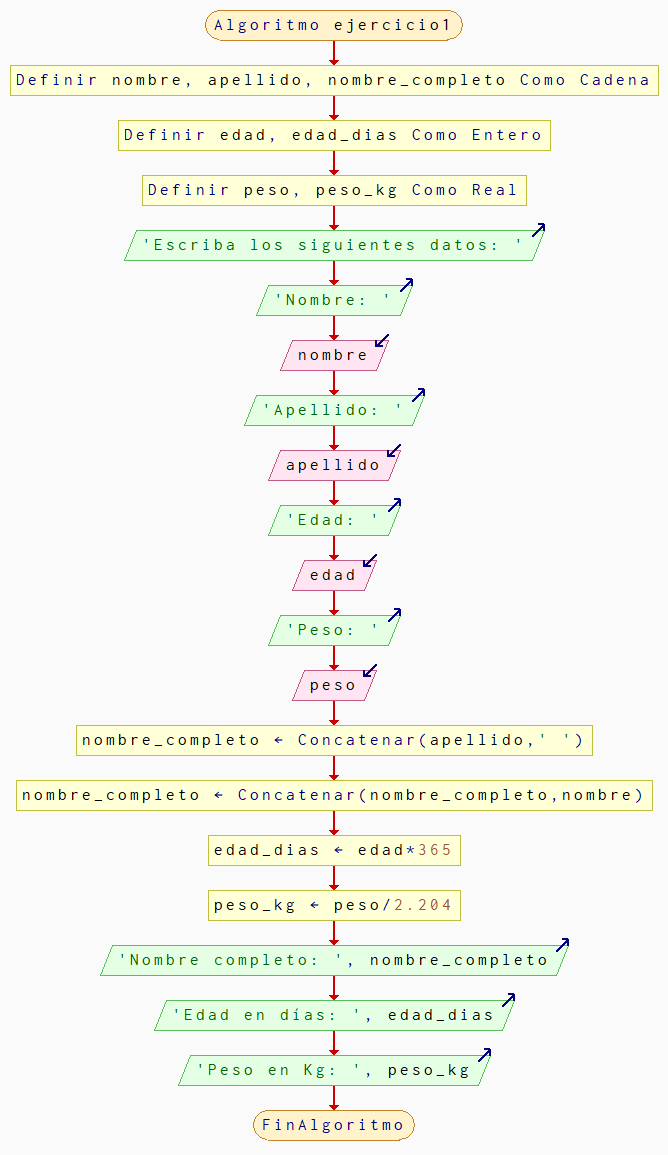 Algoritmo ejercicio1
Definir nombre, apellido, nombre_completo Como Cadena
Definir edad, edad_dias Como Entero
Definir peso, peso_kg Como Real
'Escriba los siguientes datos: '
'Nombre: '
nombre
'Apellido: '
apellido
'Edad: '
edad
'Peso: '
peso
nombre_completo ← Concatenar(apellido,' ')
nombre_completo ← Concatenar(nombre_completo,nombre)
edad_dias ← edad*365
peso_kg ← peso/2.204
'Nombre completo: ', nombre_completo
'Edad en días: ', edad_dias
'Peso en Kg: ', peso_kg
FinAlgoritmo